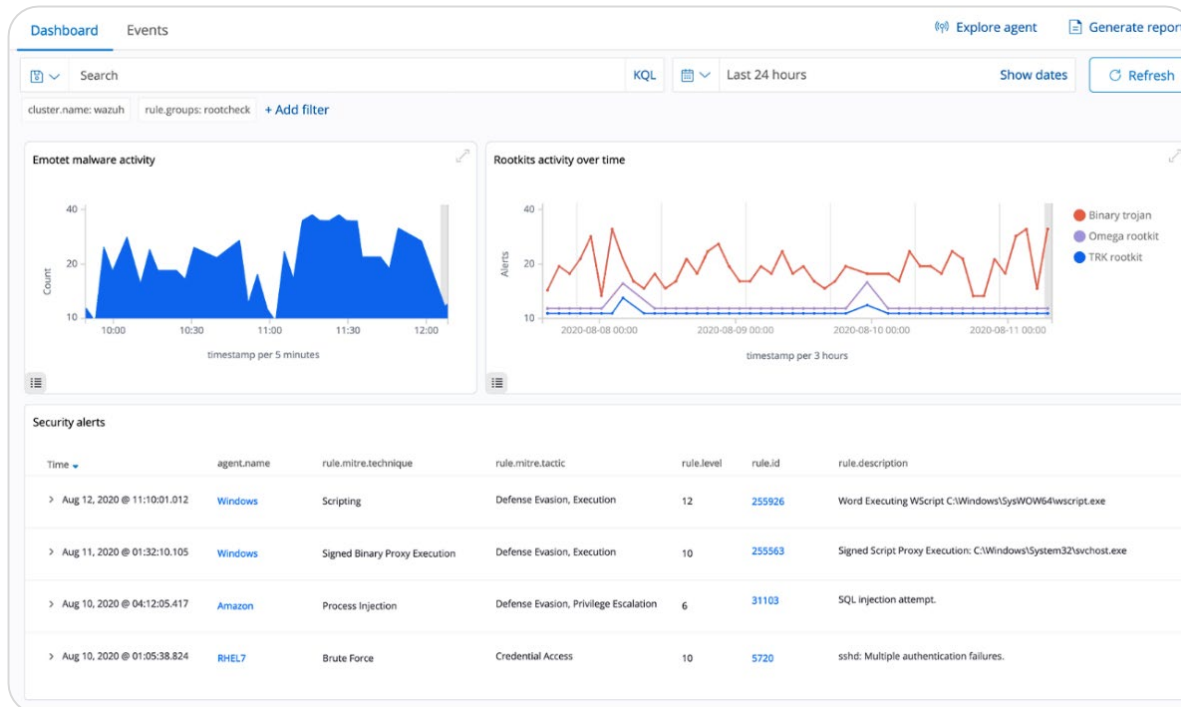 Dashboard Events Explore agent Generate report
Search KQL Last 24 hours Show dates Refresh
cluster.name: wazuh rule.groups: rootcheck + Add filter
Emotet malware activity
40
20
10
Count
10:00 10:30 11:00 11:30 12:00
timestamp per 5 minutes
Rootkits activity over time
40
20
10
Alerts
2020-08-08 00:00 2020-08-09 00:00 2020-08-10 00:00 2020-08-11 00:00
timestamp per 3 hours
Binary trojan
Omega rootkit
TRK rootkit
Security alerts
Time agent.name rule.mitre.technique rule.mitre.tactic rule.level rule.id rule.description
Aug 12, 2020 @ 11:10:01.012 Windows Scripting Defense Evasion, Execution 12 255926 Word Executing WScript C:\Windows\SysWOW64\wscript.exe
Aug 11, 2020 @ 01:32:10.105 Windows Signed Binary Proxy Execution Defense Evasion, Execution 10 255563 Signed Script Proxy Execution: C:\Windows\System32\svchost.exe
Aug 10, 2020 @ 04:12:05.417 Amazon Process Injection Defense Evasion, Privilege Escalation 6 31103 SQL injection attempt.
Aug 10, 2020 @ 01:05:38.824 RHEL7 Brute Force Credential Access 10 5720 sshd: Multiple authentication failures.